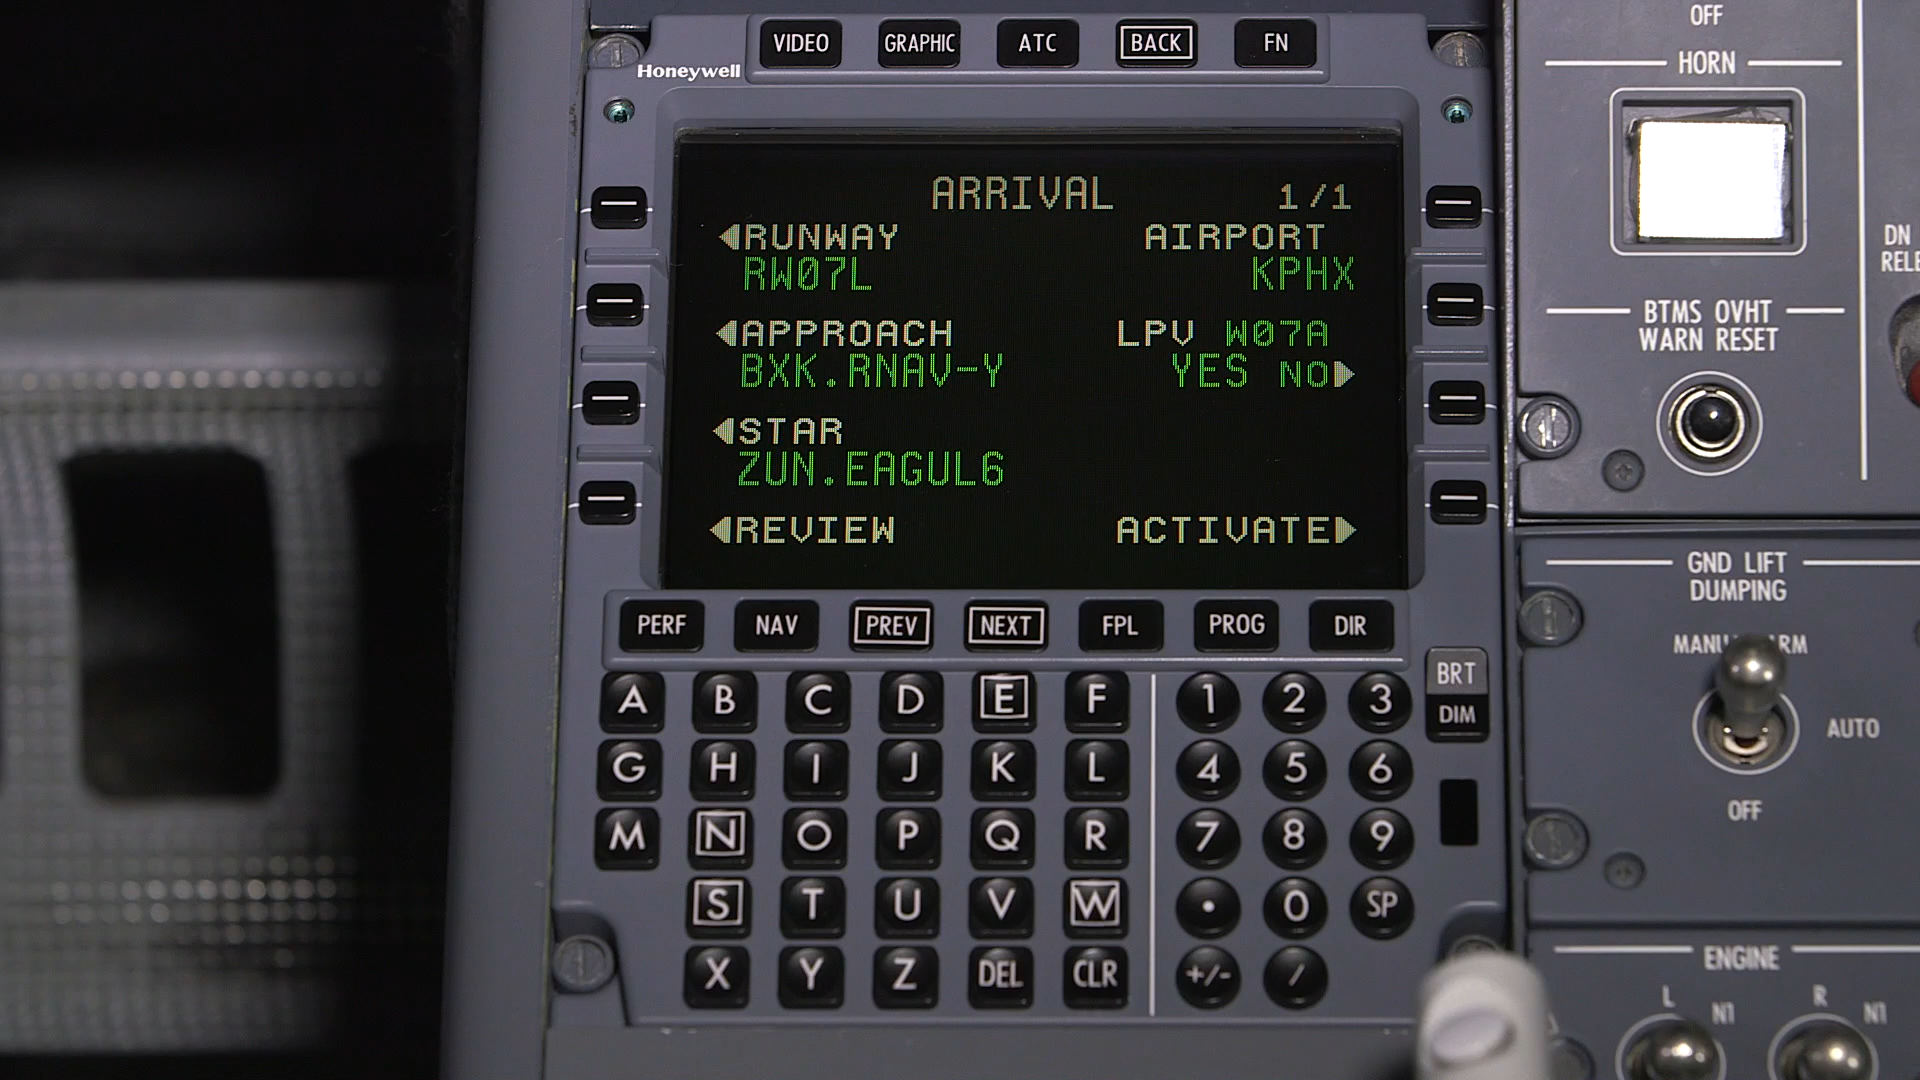 VIDEO GRAPHIC ATC BACK FN
Honeywell
ARRIVAL 1/1
RUNWAY AIRPORT
RW07L KPHX
APPROACH LPV W07A
BXK.RNAV-Y YES NO
STAR
ZUN.EAGUL6
REVIEW ACTIVATE
PERF NAV PREV NEXT FPL PROG DIR
BRT
DIM
A B C D E F 1 2 3
G H I J K L 4 5 6
M N O P Q R 7 8 9
S T U V W . 0 SP
X Y Z DEL CLR +/- /
OFF
HORN
DN
BTMS OVHT
WARN RESET
GND LIFT
DUMPING
AUTO
OFF
ENGINE
L R
N1 N1